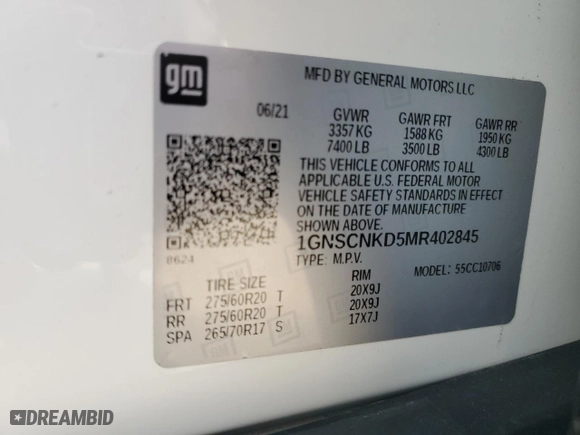 gm
MFD BY GENERAL MOTORS LLC
06/21 GVWR GAWR FRT GAWR RR
3357 KG 1588 KG 1950 KG
7400 LB 3500 LB 4300 LB
THIS VEHICLE CONFORMS TO ALL
APPLICABLE U.S. FEDERAL MOTOR
VEHICLE SAFETY STANDARDS IN EFFECT
ON THE DATE OF MANUFACTURE
SHOWN ABOVE.
8624 1GNSCNKD5MR402845
TYPE: M.P.V. MODEL: 55CC10706
TIRE SIZE RIM
FRT 275/60R20 T 20X9J
RR 275/60R20 T 20X9J
SPA 265/70R17 S 17X7J
DREAMBID